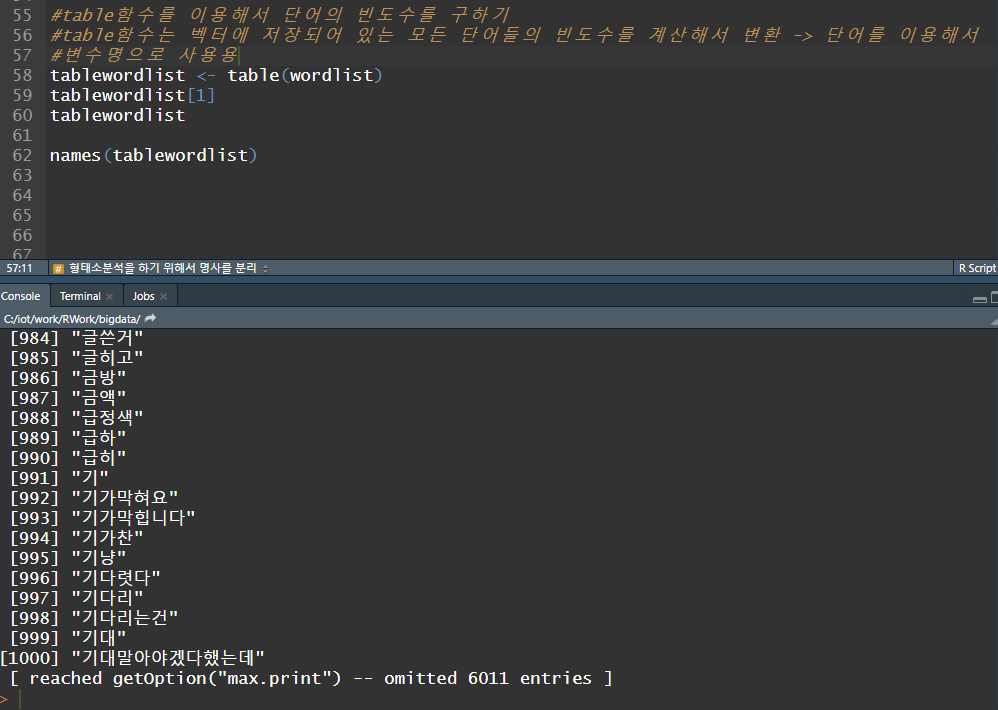 55 #table함수를 이용해서 단어의 빈도수를 구하기
56 #table함수는 벡터에 저장되어 있는 모든 단어들의 빈도수를 계산해서 변환 -> 단어를 이용해서
57 #변수명으로 사용용
58 tablewordlist <- table(wordlist)
59 tablewordlist[1]
60 tablewordlist
61
62 names(tablewordlist)
63
64
65
66
67
57:11 # 형태소분석을 하기 위해서 명사를 분리 R Script
Console Terminal Jobs
C:/iot/work/RWork/bigdata/
[984] "글쓴거"
[985] "글히고"
[986] "금방"
[987] "금액"
[988] "급정색"
[989] "급하"
[990] "급히"
[991] "기"
[992] "기가막혀요"
[993] "기가막힙니다"
[994] "기가찬"
[995] "기냥"
[996] "기다렷다"
[997] "기다리"
[998] "기다리는건"
[999] "기대"
[1000] "기대말아야겠다했는데"
[ reached getOption("max.print") -- omitted 6011 entries ]
>